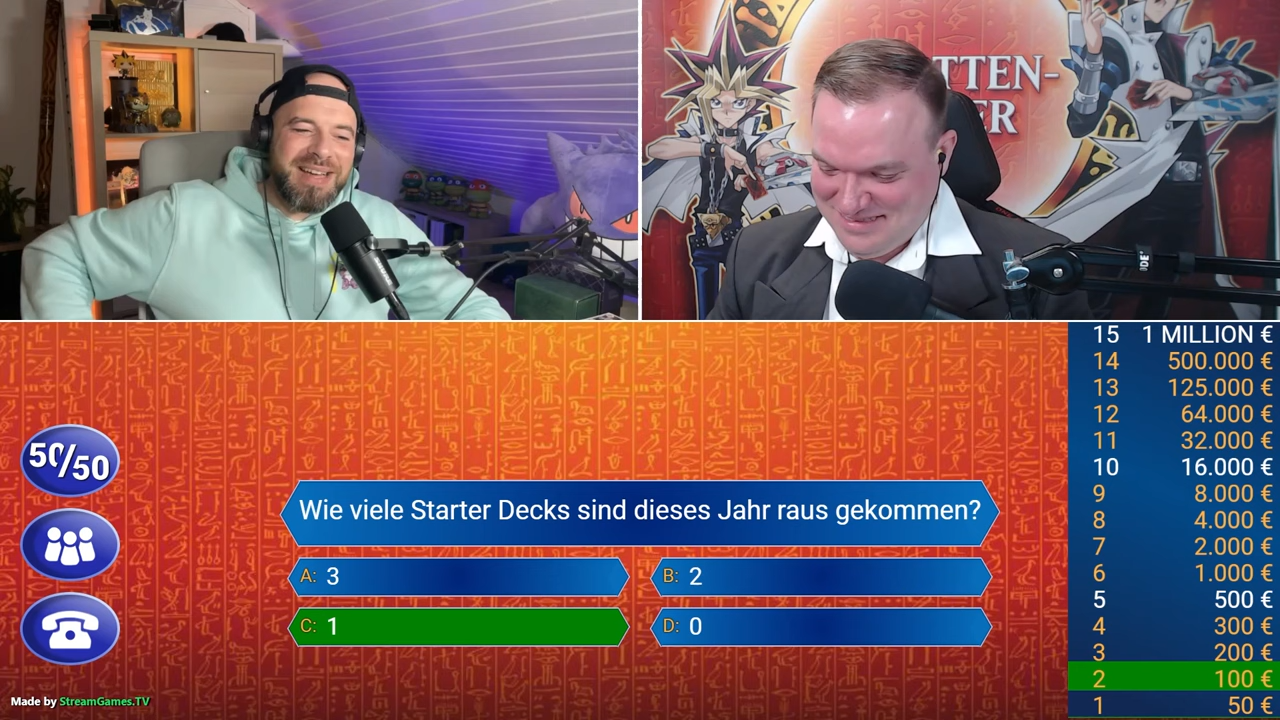 TTEN-
ER
15 1 MILLION €
14 500.000 €
13 125.000 €
12 64.000 €
11 32.000 €
10 16.000 €
9 8.000 €
8 4.000 €
7 2.000 €
6 1.000 €
5 500 €
4 300 €
3 200 €
2 100 €
1 50 €
50/50
Wie viele Starter Decks sind dieses Jahr raus gekommen?
A: 3
B: 2
C: 1
D: 0
Made by StreamGames.TV